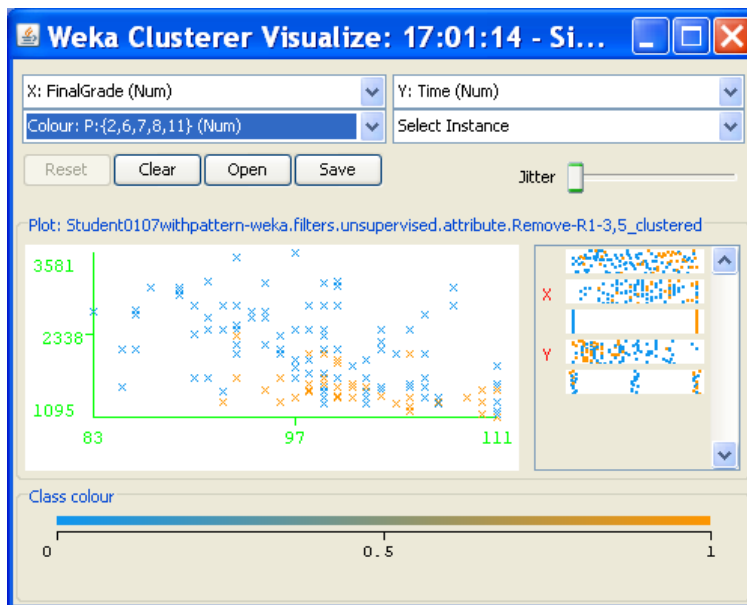 Weka Clusterer Visualize: 17:01:14 - Si...
X: FinalGrade (Num)
Y: Time (Num)
Colour: P:{2,6,7,8,11} (Num)
Select Instance
Reset
Clear
Open
Save
Jitter
Plot: Student0107withpattern-weka.filters.unsupervised.attribute.Remove-R1-3,5_clustered
3581
2338
1095
83
97
111
X
Y
Class colour
0
0.5
1